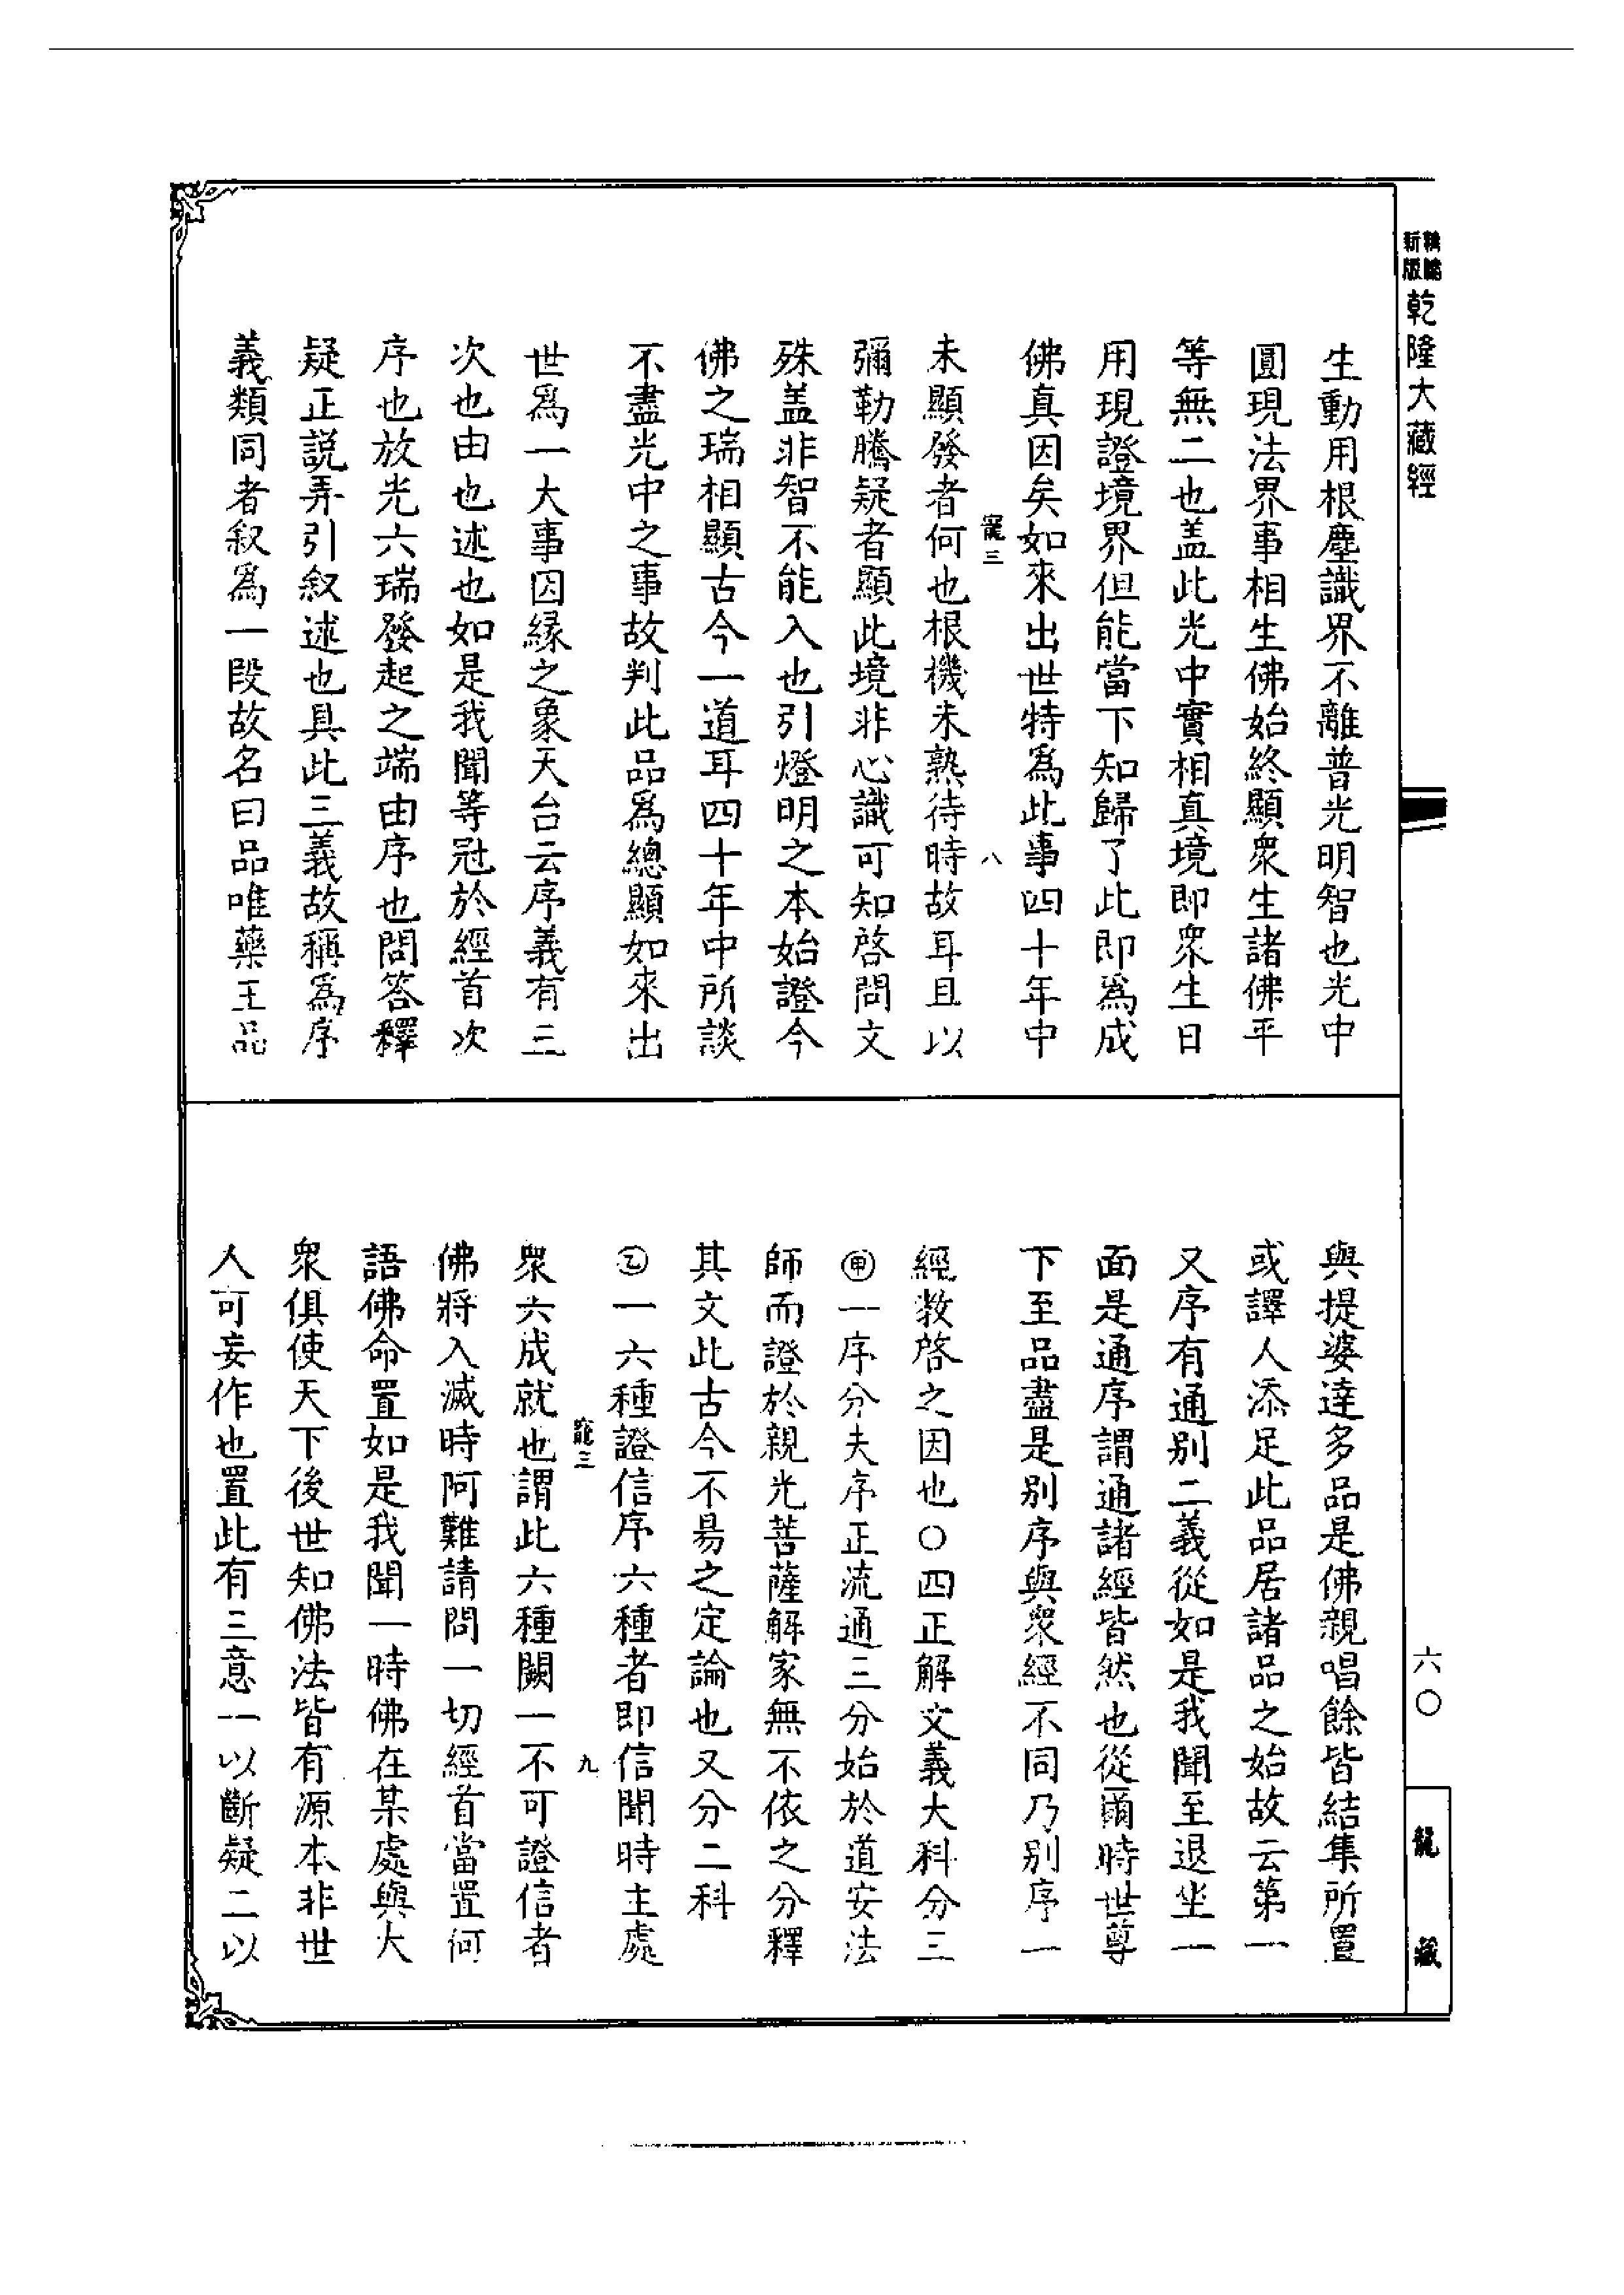 新版
乾隆大藏經
生動用根塵識界不離普光明智也光中
圓現法界事相生佛始終顯眾生諸佛平
等無二也盖此光中實相真境即眾生日
用現證境界但能當下知歸了此即爲成
佛真因矣如來出世特爲此事四十年中
寵三
八
未顯發者何也根機未熟待時故耳且以
彌勒騰疑者顯此境非心識可知啓問文
殊盖非智不能入也引燈明之本始證今
佛之瑞相顯古今一道耳四十年中所談
不盡光中之事故判此品爲總顯如來出
世爲一大事因緣之象天台云序義有三
次也由也述也如是我聞等冠於經首次
序也放光六瑞發起之端由序也問答釋
疑正説弄引叙述也具此三義故稱爲序
義類同者叙爲一段故名曰品唯藥王品
與提婆達多品是佛親唱餘皆結集所置
或譯人添足此品居諸品之始故云第一
又序有通别二義從如是我聞至退坐一
面是通序謂通諸經皆然也從爾時世尊
下至品盡是别序與眾經不同乃别序一
經教啓之因也○四正解文義大科分三
㊙甲一序分夫序正流通三分始於道安法
師而證於親光菩薩解家無不依之分釋
其文此古今不易之定論也又分二科
乙一六種證信序六種者即信聞時主處
寵三
九
眾六成就也謂此六種闕一不可證信者
佛將入滅時阿難請問一切經首當置何
語佛命置如是我聞一時佛在某處與大
眾俱使天下後世知佛法皆有源本非世
人可妄作也置此有三意一以斷疑二以
六〇
龍藏